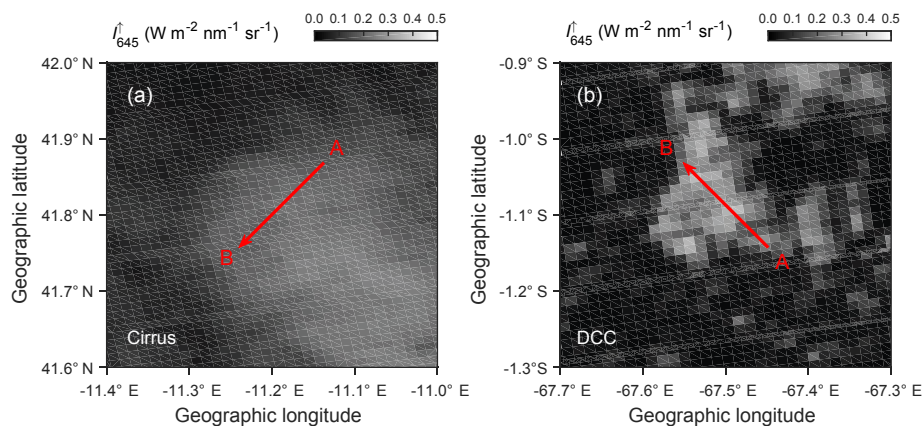 I↑645 (W m-2 nm-1 sr-1)
0.0 0.1 0.2 0.3 0.4 0.5
(a)
42.0° N
41.9° N
41.8° N
41.7° N
41.6° N
Geographic latitude
A
B
Cirrus
-11.4 -11.3 -11.2 -11.1 -11.0° E
Geographic longitude
I↑645 (W m-2 nm-1 sr-1)
0.0 0.1 0.2 0.3 0.4 0.5
(b)
-0.9° S
-1.0° S
-1.1° S
-1.2° S
-1.3°S
Geographic latitude
B
A
DCC
-67.7 -67.6 -67.5 -67.4 -67.3° E
Geographic longitude